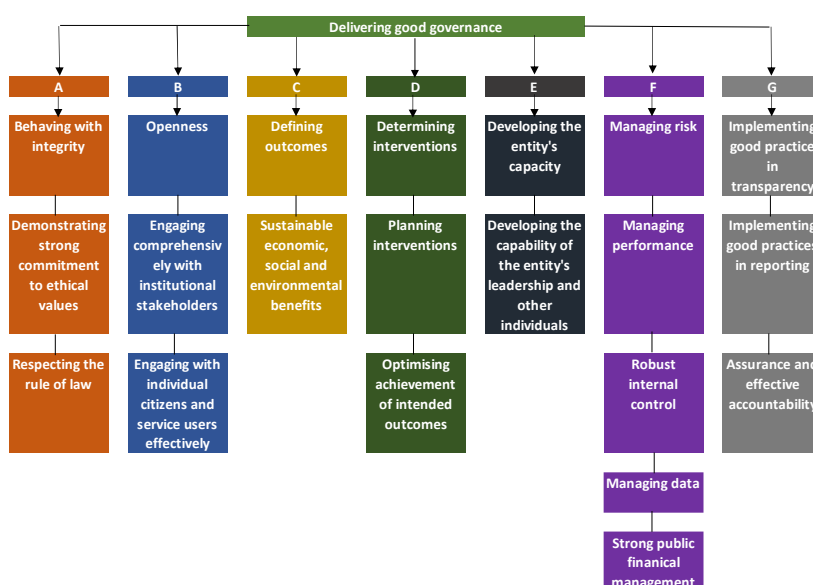 Delivering good governance
A
B
C
D
E
F
G
Behaving with
integrity
Openness
Defining
outcomes
Determining
interventions
Developing the
entity's
capacity
Managing risk
Implementing
good practice
in
transparency
Demonstrating
strong
commitment
to ethical
values
Engaging
comprehensiv
ely with
institutional
stakeholders
Sustainable
economic,
social and
environmental
benefits
Planning
interventions
Developing the
capability of
the entity's
leadership and
other
individuals
Managing
performance
Implementing
good practices
in reporting
Respecting the
rule of law
Engaging with
individual
citizens and
service users
effectively
Optimising
achievement
of intended
outcomes
Robust
internal
control
Assurance and
effective
accountability
Managing data
Strong public
finanical
management